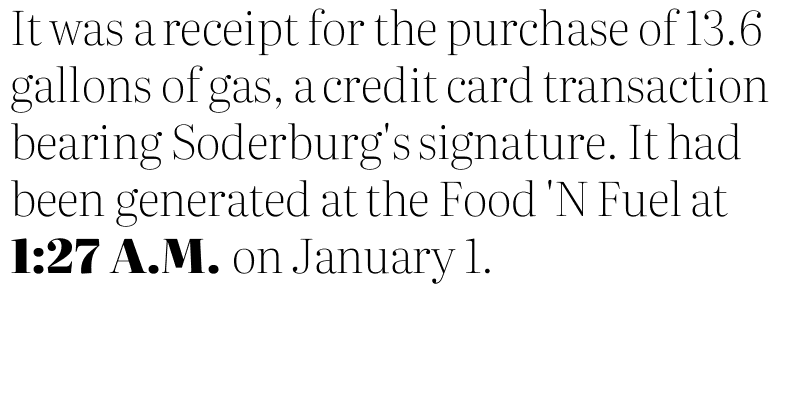 It was a receipt for the purchase of 13.6
gallons of gas, a credit card transaction
bearing Soderburg's signature. It had
been generated at the Food 'N Fuel at
1:27 A.M. on January 1.